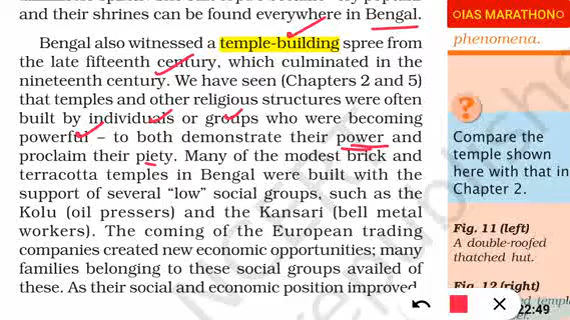 and their shrines can be found everywhere in Bengal.
Bengal also witnessed a temple-building spree from
the late fifteenth century, which culminated in the
nineteenth century. We have seen (Chapters 2 and 5)
that temples and other religious structures were often
built by individuals or groups who were becoming
powerful – to both demonstrate their power and
proclaim their piety. Many of the modest brick and
terracotta temples in Bengal were built with the
support of several “low” social groups, such as the
Kolu (oil pressers) and the Kansari (bell metal
workers). The coming of the European trading
companies created new economic opportunities; many
families belonging to these social groups availed of
these. As their social and economic position improved,
IAS MARATHON
phenomena.
?
Compare the
temple shown
here with that in
Chapter 2.
Fig. 11 (left)
A double-roofed
thatched hut.
Fig. 12 (right)
22:49
NCERT